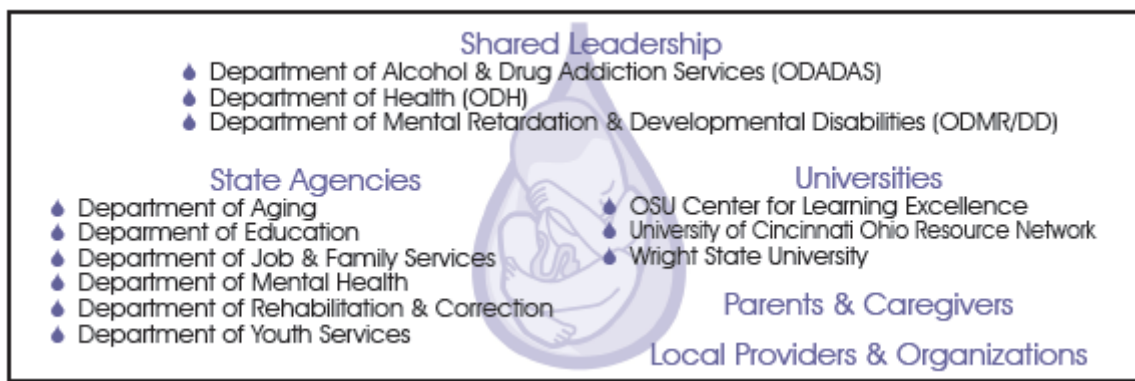 Shared Leadership
Department of Alcohol & Drug Addiction Services (ODADAS)
Department of Health (ODH)
Department of Mental Retardation & Developmental Disabilities (ODMR/DD)
State Agencies
Department of Aging
Deparment of Education
Department of Job & Family Services
Department of Mental Health
Department of Rehabilitation & Correction
Department of Youth Services
Universities
OSU Center for Learning Excellence
University of Cincinnati Ohio Resource Network
Wright State University
Parents & Caregivers
Local Providers & Organizations